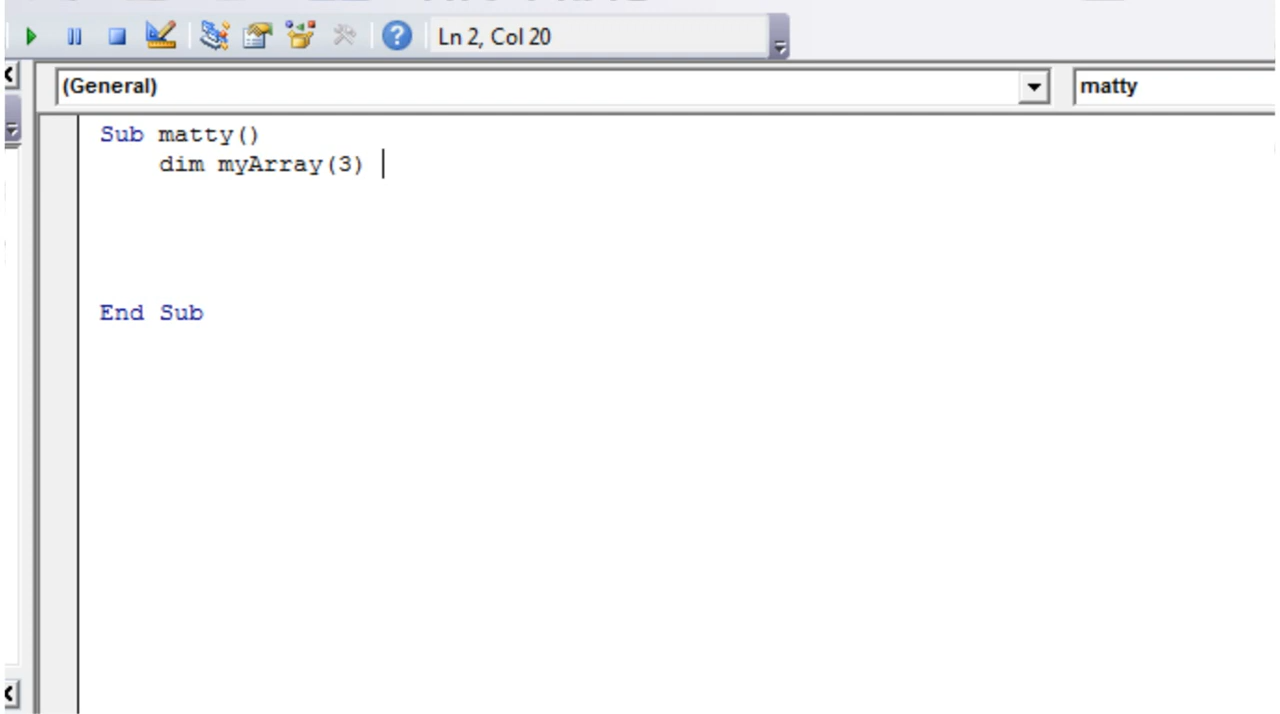 Ln 2, Col 20
(General)
matty
Sub matty()
dim myArray(3)
End Sub